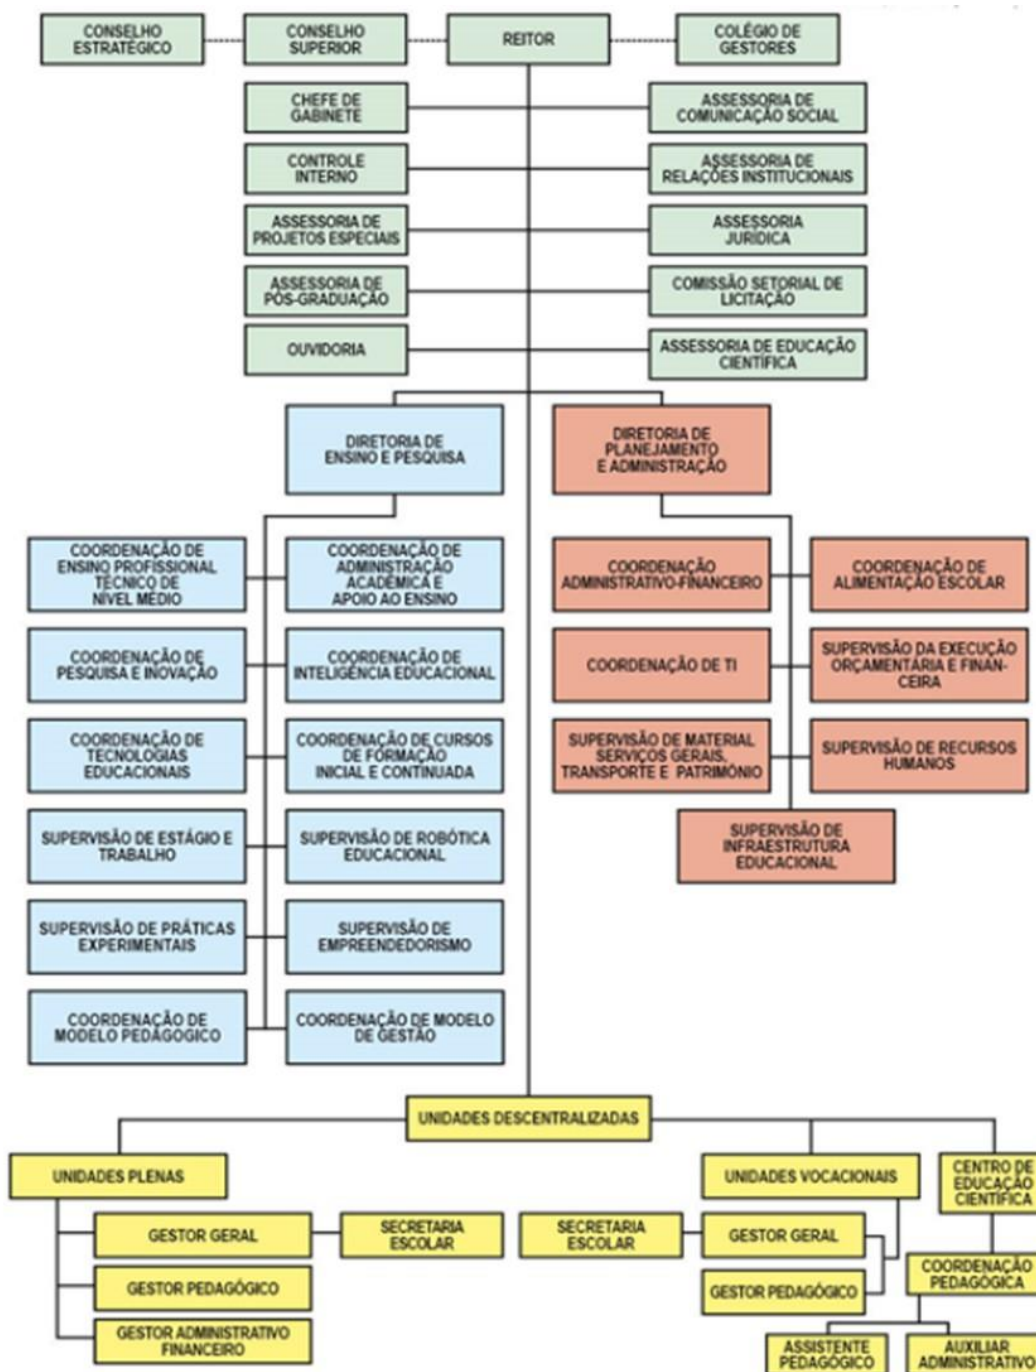 CONSELHO
ESTRATÉGICO
CONSELHO
SUPERIOR
REITOR
COLÉGIO DE
GESTORES
CHEFE DE
GABINETE
ASSESSORIA DE
COMUNICAÇÃO SOCIAL
CONTROLE
INTERNO
ASSESSORIA DE
RELAÇÕES INSTITUCIONAIS
ASSESSORIA DE
PROJETOS ESPECIAIS
ASSESSORIA
JURÍDICA
ASSESSORIA DE
PÓS-GRADUAÇÃO
COMISSÃO SETORIAL DE
LICITAÇÃO
OUVIDORIA
ASSESSORIA DE EDUCAÇÃO
CIENTÍFICA
DIRETORIA DE
ENSINO E PESQUISA
DIRETORIA DE
PLANEJAMENTO
E ADMINISTRAÇÃO
COORDENAÇÃO DE
ENSINO PROFISSIONAL
TÉCNICO DE
NÍVEL MÉDIO
COORDENAÇÃO DE
ADMINISTRAÇÃO
ACADÊMICA E
APOIO AO ENSINO
COORDENAÇÃO
ADMINISTRATIVO-FINANCEIRO
COORDENAÇÃO DE
ALIMENTAÇÃO ESCOLAR
COORDENAÇÃO DE
PESQUISA E INOVAÇÃO
COORDENAÇÃO DE
INTELIGÊNCIA EDUCACIONAL
COORDENAÇÃO DE TI
SUPERVISÃO DA EXECUÇÃO
ORÇAMENTÁRIA E FINAN-
CEIRA
COORDENAÇÃO DE
TECNOLOGIAS
EDUCACIONAIS
COORDENAÇÃO DE CURSOS
DE FORMAÇÃO
INICIAL E CONTINUADA
SUPERVISÃO DE MATERIAL
SERVIÇOS GERAIS,
TRANSPORTE E PATRIMÔNIO
SUPERVISÃO DE RECURSOS
HUMANOS
SUPERVISÃO DE ESTÁGIO E
TRABALHO
SUPERVISÃO DE ROBÓTICA
EDUCACIONAL
SUPERVISÃO DE
INFRAESTRUTURA
EDUCACIONAL
SUPERVISÃO DE PRÁTICAS
EXPERIMENTAIS
SUPERVISÃO DE
EMPREENDEDORISMO
COORDENAÇÃO DE
MODELO PEDÁGOGICO
COORDENAÇÃO DE MODELO
DE GESTÃO
UNIDADES DESCENTRALIZADAS
UNIDADES PLENAS
UNIDADES VOCACIONAIS
CENTRO DE
EDUCAÇÃO
CIENTÍFICA
GESTOR GERAL
SECRETARIA
ESCOLAR
SECRETARIA
ESCOLAR
GESTOR GERAL
GESTOR PEDAGÓGICO
GESTOR PEDAGÓGICO
COORDENAÇÃO
PEDAGÓGICA
GESTOR ADMINISTRATIVO
FINANCEIRO
ASSISTENTE
PEDAGÓGICO
AUXILIAR
ADMINISTRATIVO